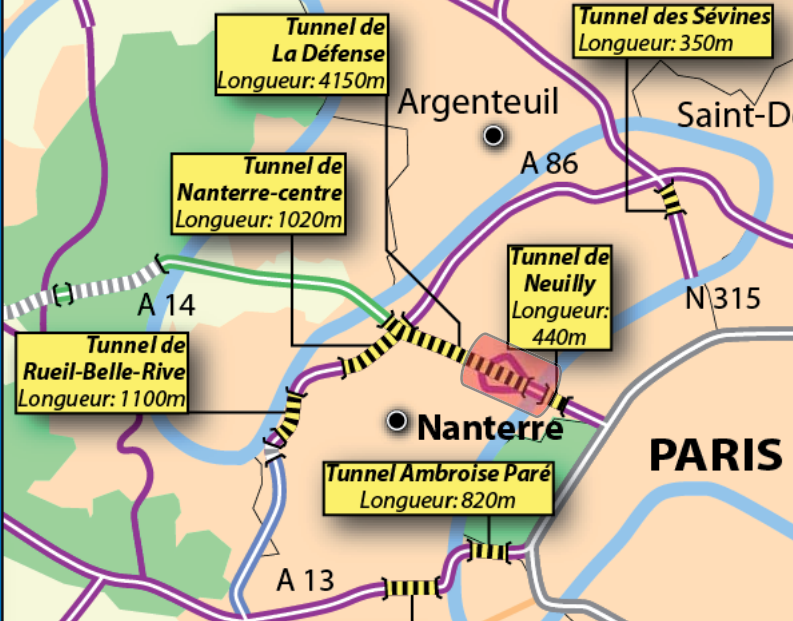 Tunnel de
La Défense
Longueur: 4150m
Tunnel des Sévines
Longueur: 350m
Argenteuil
Saint-D
A 86
Tunnel de
Nanterre-centre
Longueur: 1020m
Tunnel de
Neuilly
Longueur:
440m
A 14
N 315
Tunnel de
Rueil-Belle-Rive
Longueur: 1100m
Nanterre
PARIS
Tunnel Ambroise Paré
Longueur: 820m
A 13